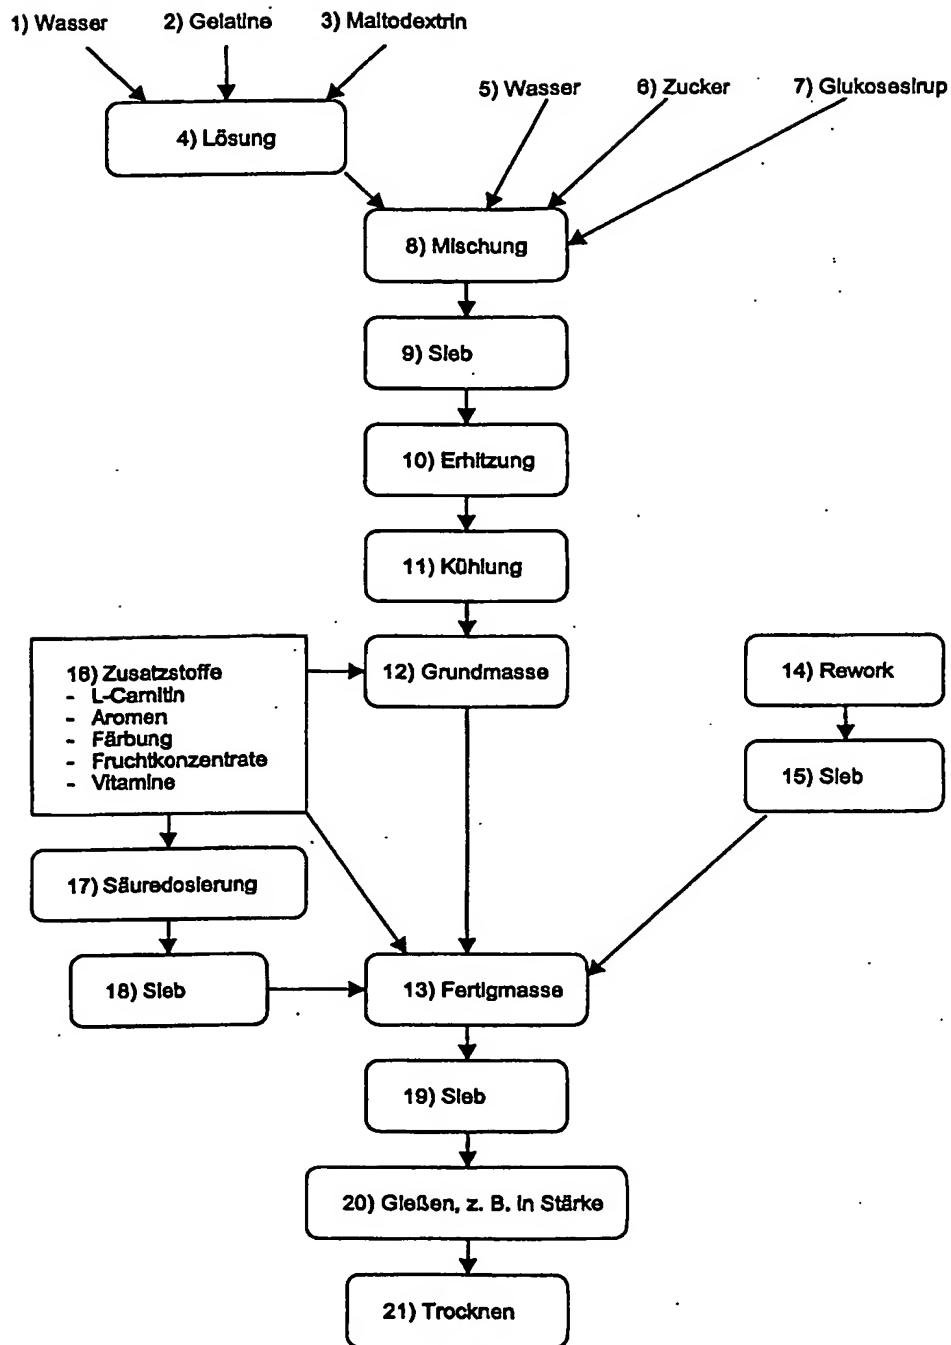 1) Wasser
2) Gelatine
3) Maltodextrin
4) Lösung
5) Wasser
6) Zucker
7) Glukosesirup
8) Mischung
9) Sieb
10) Erhitzung
11) Kühlung
16) Zusatzstoffe
- L-Carnitin
- Aromen
- Färbung
- Fruchtkonzentrate
- Vitamine
12) Grundmasse
14) Rework
15) Sieb
17) Säuredosierung
18) Sieb
13) Fertigmasse
19) Sieb
20) Gießen, z. B. in Stärke
21) Trocknen